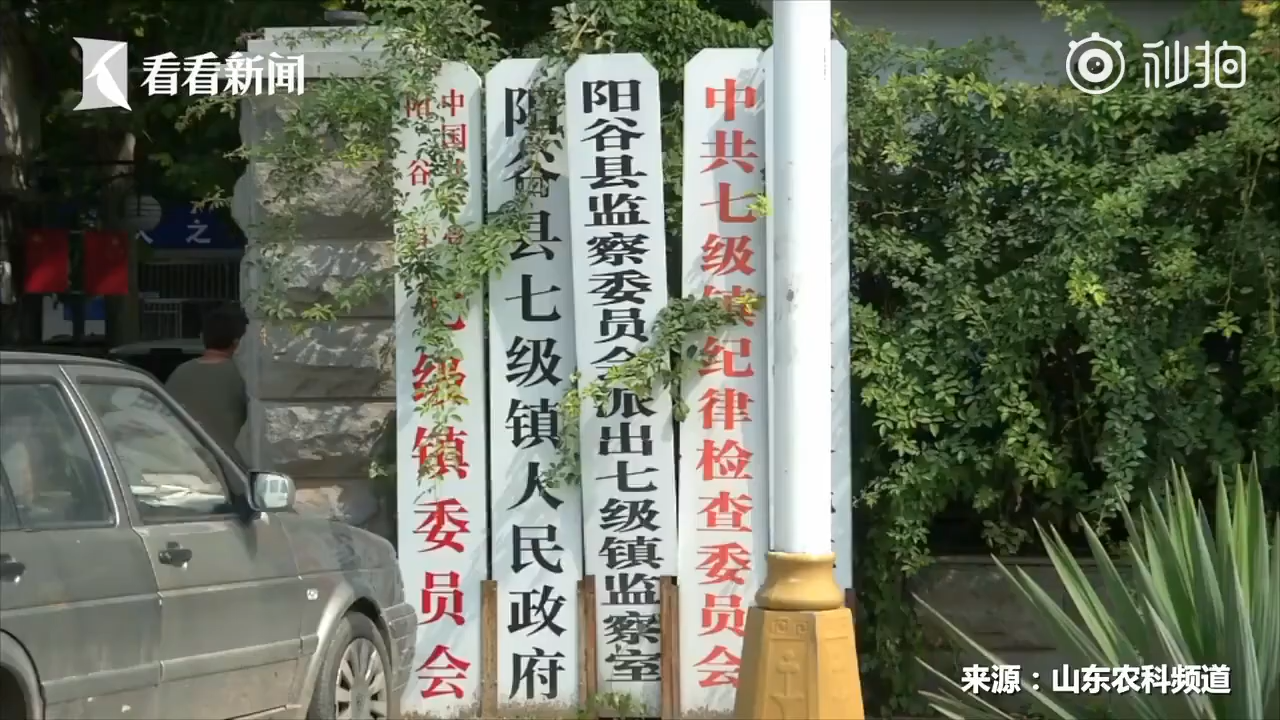 看看新闻
秒拍
中国
阳谷
七级镇委员会
阳谷县七级镇人民政府
阳谷县监察委员会派出七级镇监察室
中共七级镇纪律检查委员会
之
来源：山东农科频道